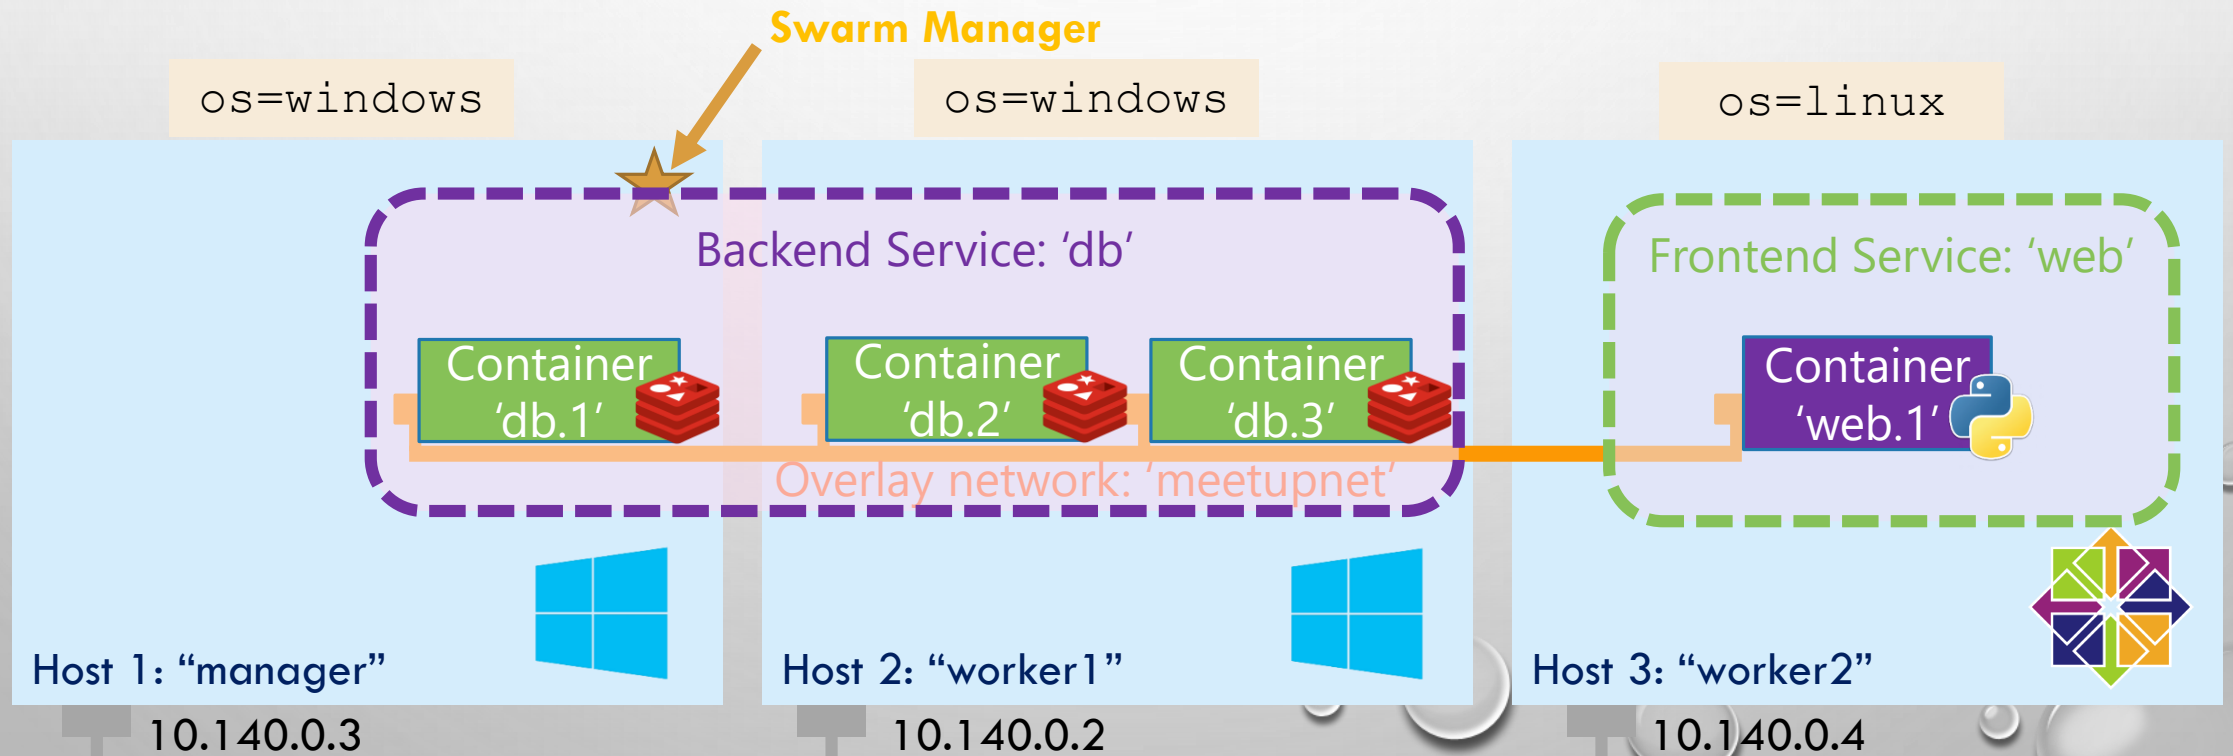 Swarm Manager
os=windows
os=windows
os=linux
Backend Service: ‘db’
Frontend Service: ‘web’
Container
‘db.1’
Container
‘db.2’
Container
‘db.3’
Container
‘web.1’
Overlay network: ‘meetupnet’
Host 1: “manager”
Host 2: “worker1”
Host 3: “worker2”
10.140.0.3
10.140.0.2
10.140.0.4